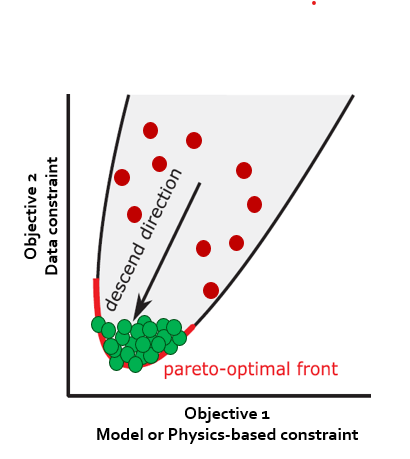 Objective 2
Data constraint
descend direction
pareto-optimal front
Objective 1
Model or Physics-based constraint